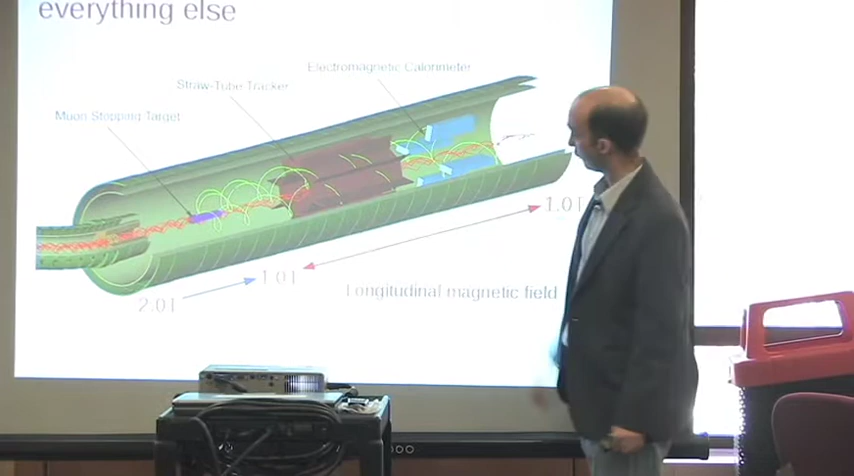 everything else
Electromagnetic Calorimeter
Straw-Tube Tracker
Muon Stopping Target
1.0T
1.0T
Longitudinal magnetic field
2.0T